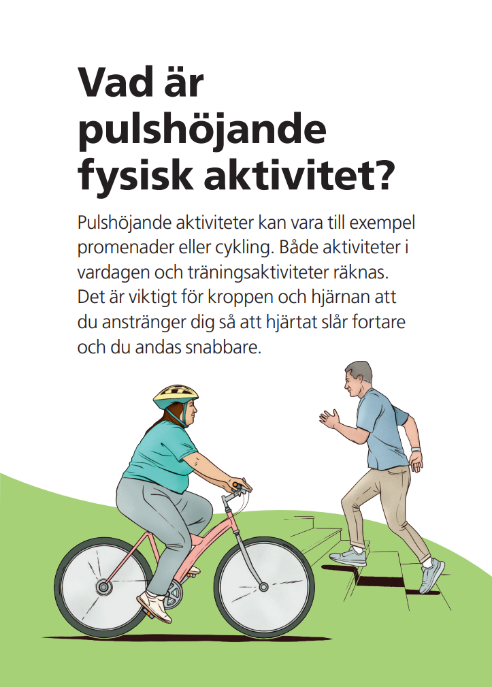 Vad är
pulshöjande
fysisk aktivitet?
Pulshöjande aktiviteter kan vara till exempel
promenader eller cykling. Både aktiviteter i
vardagen och träningsaktiviteter räknas.
Det är viktigt för kroppen och hjärnan att
du anstränger dig så att hjärtat slår fortare
och du andas snabbare.